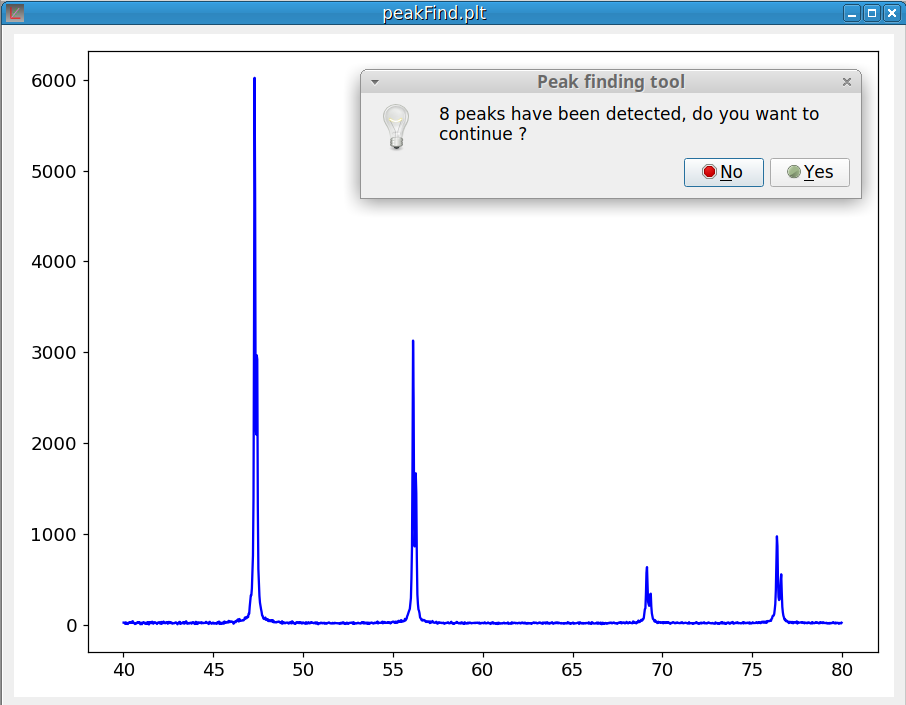 peakFind.plt
Peak finding tool
8 peaks have been detected, do you want to
continue ?
No
Yes
6000
5000
4000
3000
2000
1000
0
40 45 50 55 60 65 70 75 80